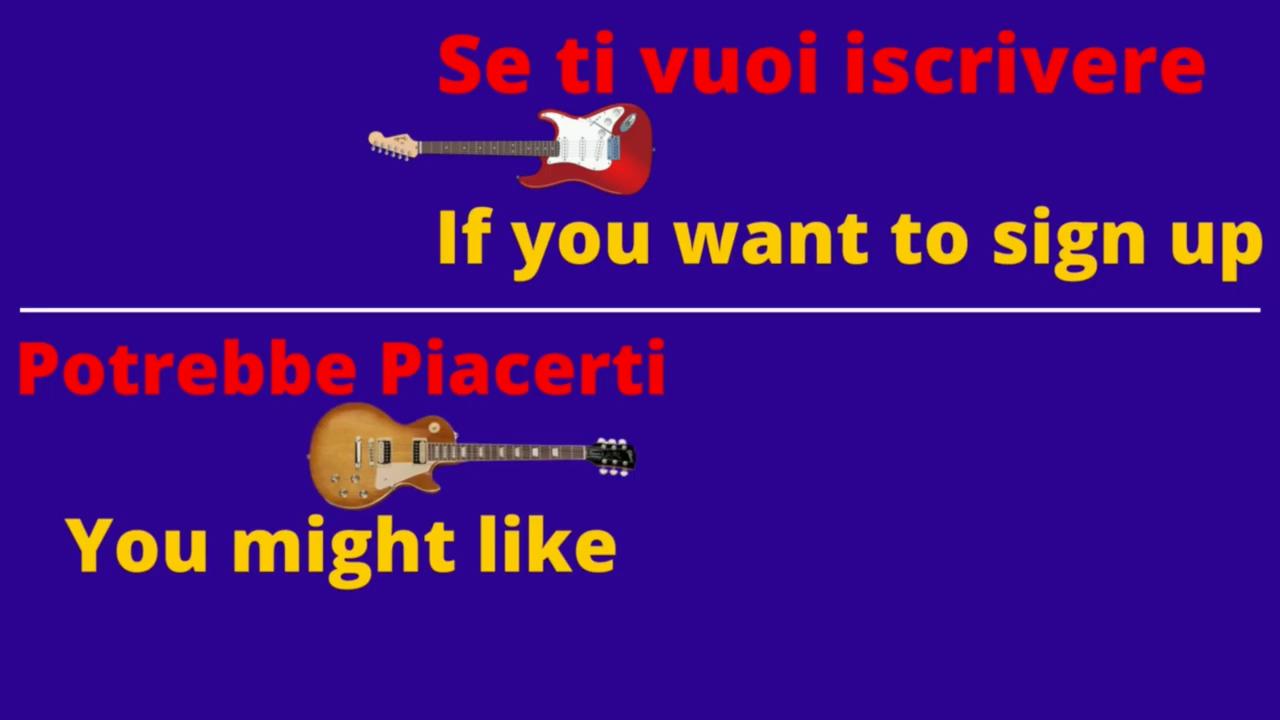 Se ti vuoi iscrivere
If you want to sign up
Potrebbe Piacerti
You might like